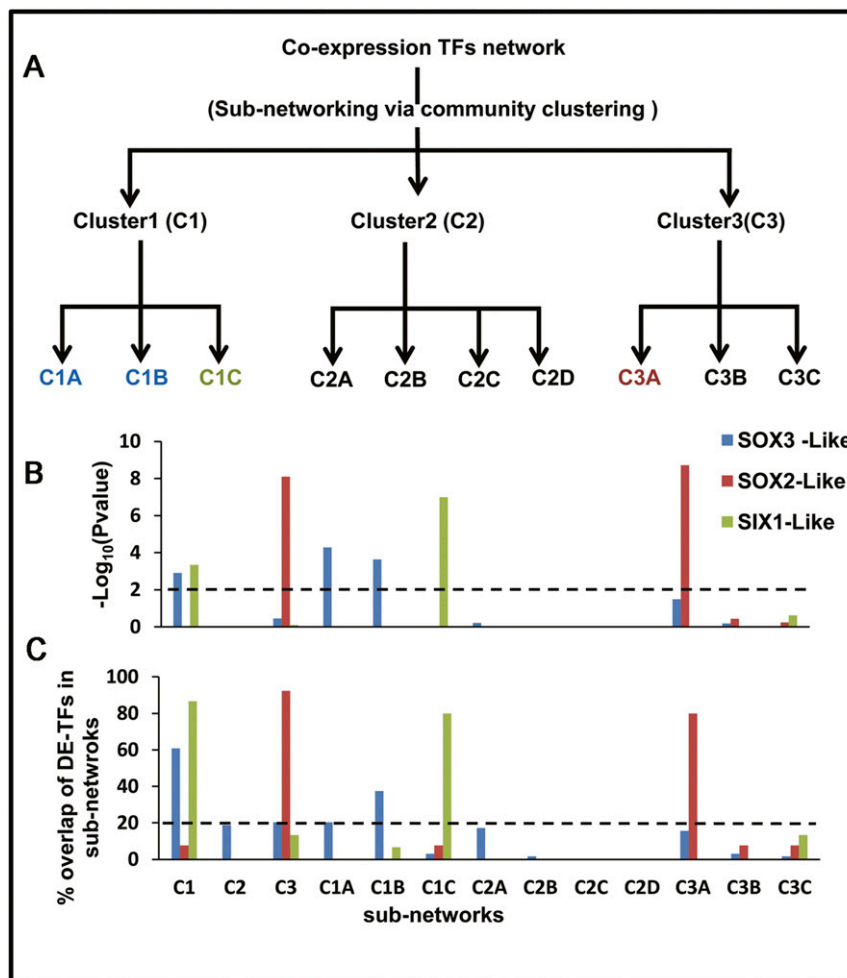 A
Co-expression TFs network
(Sub-networking via community clustering )
Cluster1 (C1) Cluster2 (C2) Cluster3(C3)
C1A C1B C1C C2A C2B C2C C2D C3A C3B C3C
B
-Log10(Pvalue)
10
8
6
4
2
0
SOX3 -Like
SOX2-Like
SIX1-Like
C
% overlap of DE-TFs in
sub-netwroks
100
80
60
40
20
0
C1 C2 C3 C1A C1B C1C C2A C2B C2C C2D C3A C3B C3C
sub-networks